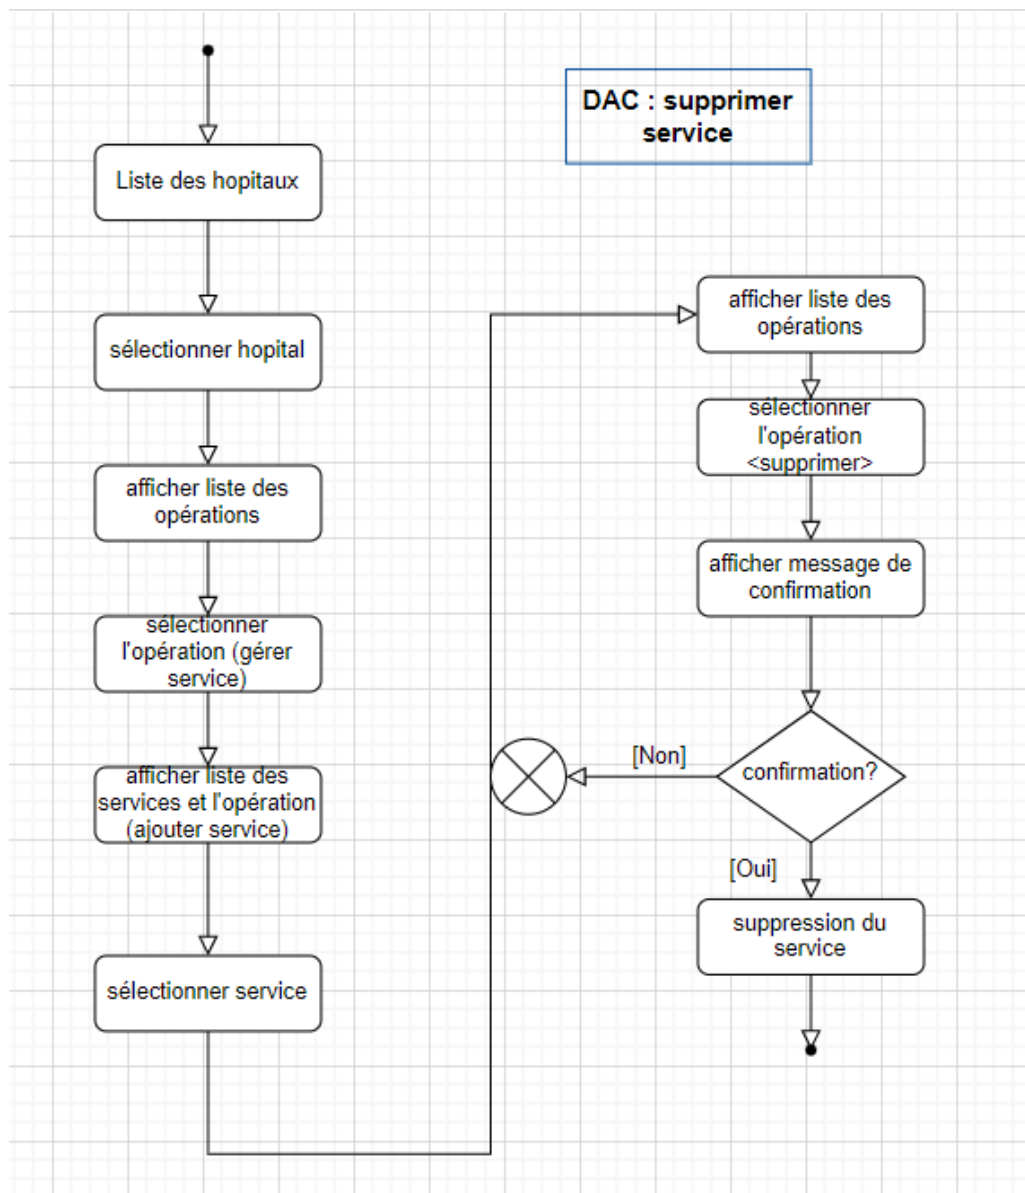 DAC : supprimer
service
Liste des hopitaux
sélectionner hopital
afficher liste des
opérations
sélectionner
l'opération (gérer
service)
afficher liste des
services et l'opération
(ajouter service)
sélectionner service
afficher liste des
opérations
sélectionner
l'opération
<supprimer>
afficher message de
confirmation
confirmation?
[Non]
[Oui]
suppression du
service